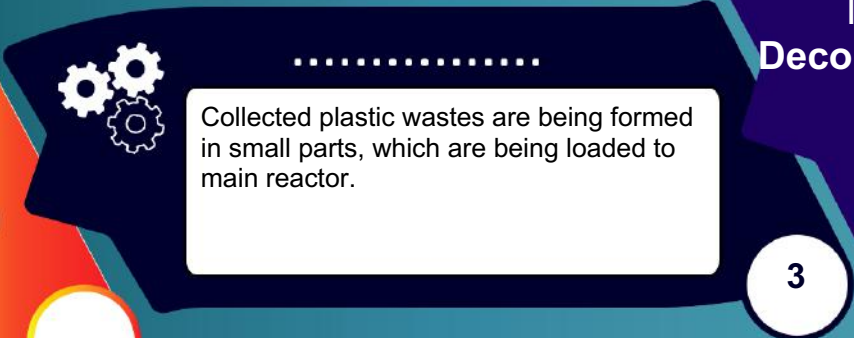 Deco
Collected plastic wastes are being formed
in small parts, which are being loaded to
main reactor.
3